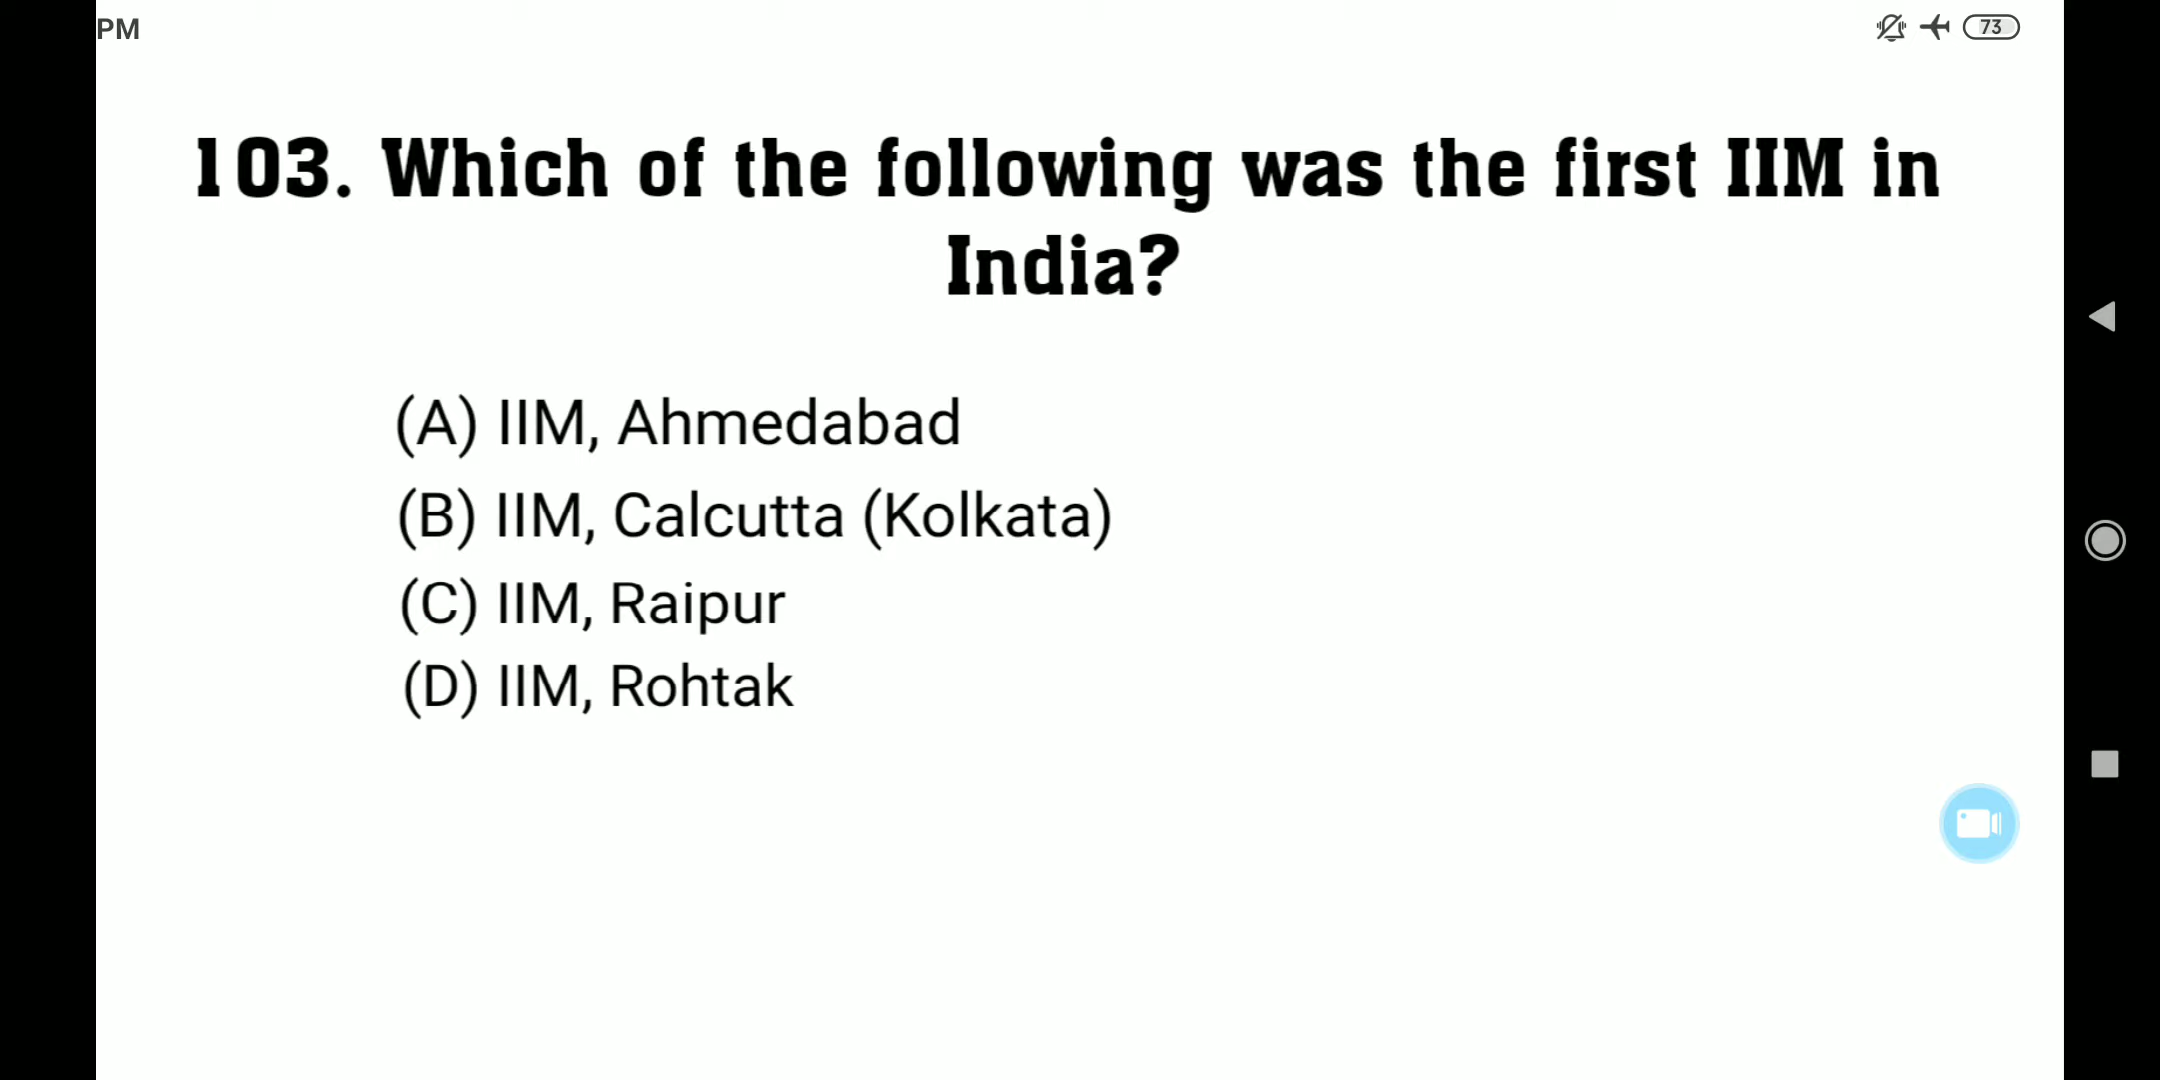 PM
73
103. Which of the following was the first IIM in
India?
(A) IIM, Ahmedabad
(B) IIM, Calcutta (Kolkata)
(C) IIM, Raipur
(D) IIM, Rohtak